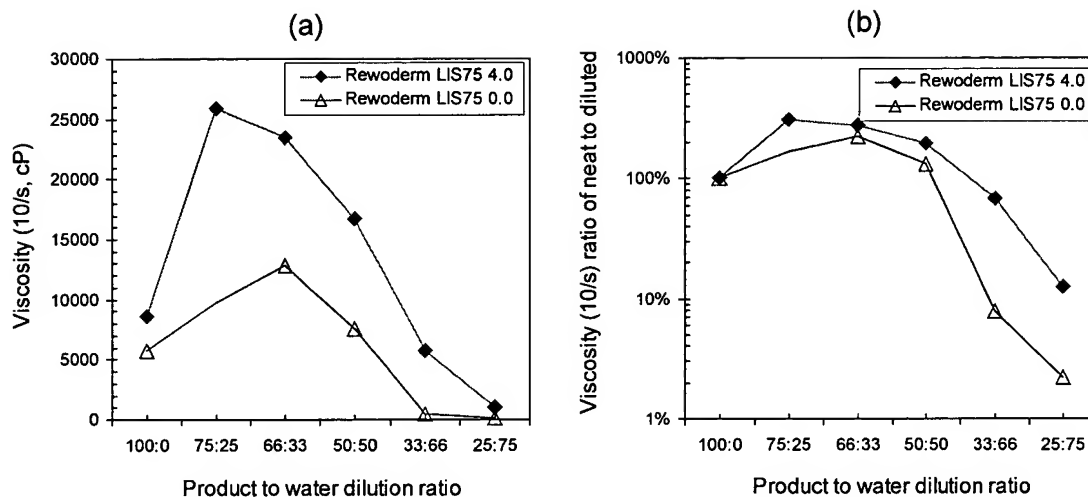 (a)
30000
25000
20000
15000
10000
5000
0
Viscosity (10/s, cP)
Rewoderm LIS75 4.0
Rewoderm LIS75 0.0
100:0 75:25 66:33 50:50 33:66 25:75
Product to water dilution ratio
(b)
1000%
100%
10%
1%
Viscosity (10/s) ratio of neat to diluted
Rewoderm LIS75 4.0
Rewoderm LIS75 0.0
100:0 75:25 66:33 50:50 33:66 25:75
Product to water dilution ratio